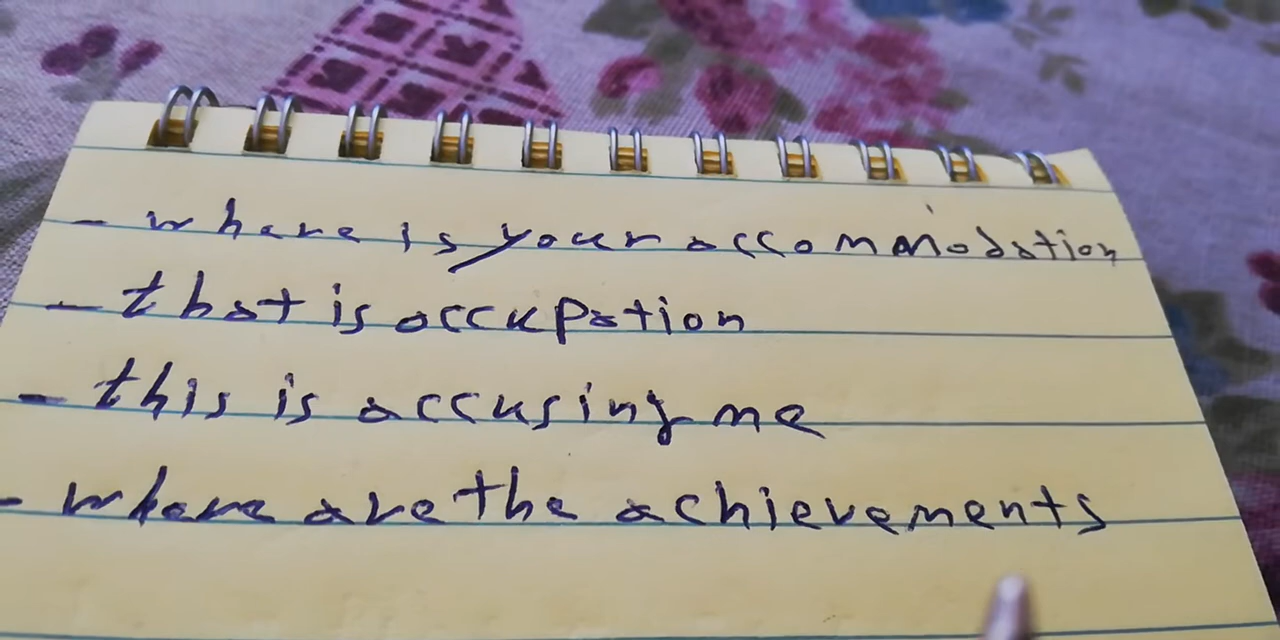 - where is your accommodation
- that is occupation
- this is accusing me
- where are the achievements